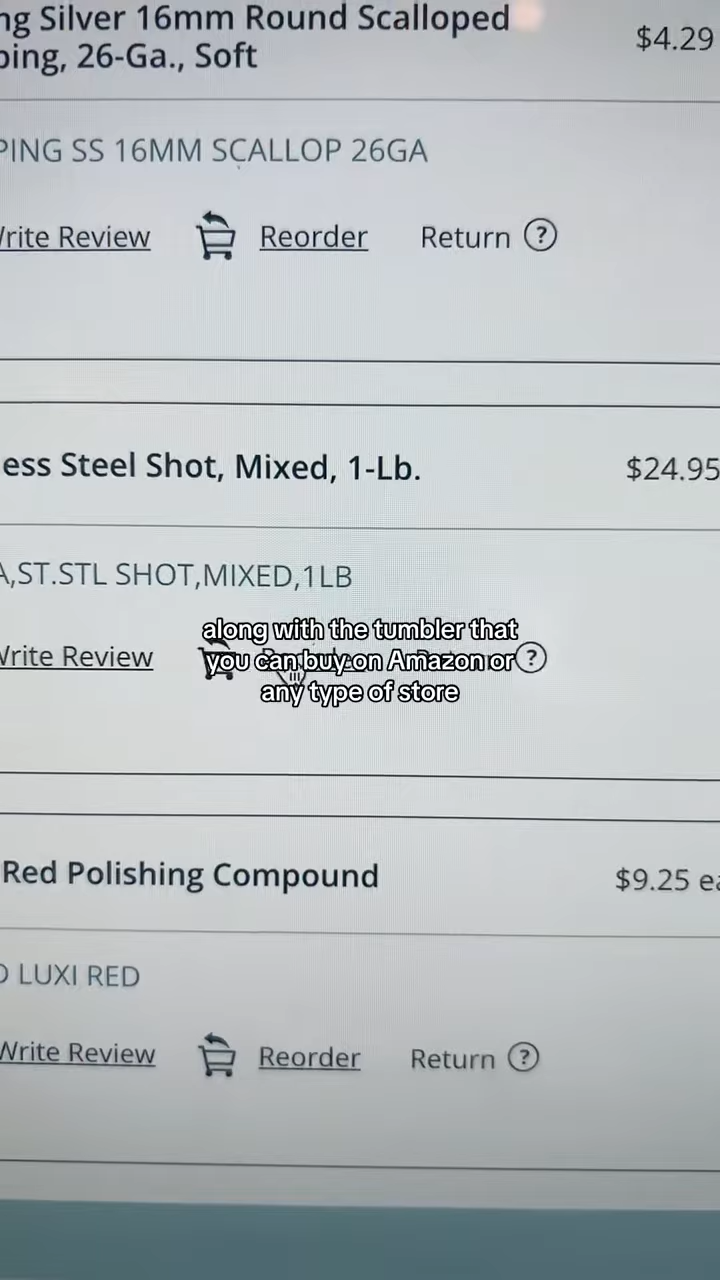 ng Silver 16mm Round Scalloped
ping, 26-Ga., Soft
$4.29
PING SS 16MM SCALLOP 26GA
Write Review
Reorder
Return ?
ess Steel Shot, Mixed, 1-Lb.
$24.95
A,ST.STL SHOT,MIXED,1LB
along with the tumbler that
Write Review
you can buy on Amazon or
?
any type of store
Red Polishing Compound
$9.25 ea
O LUXI RED
Write Review
Reorder
Return ?